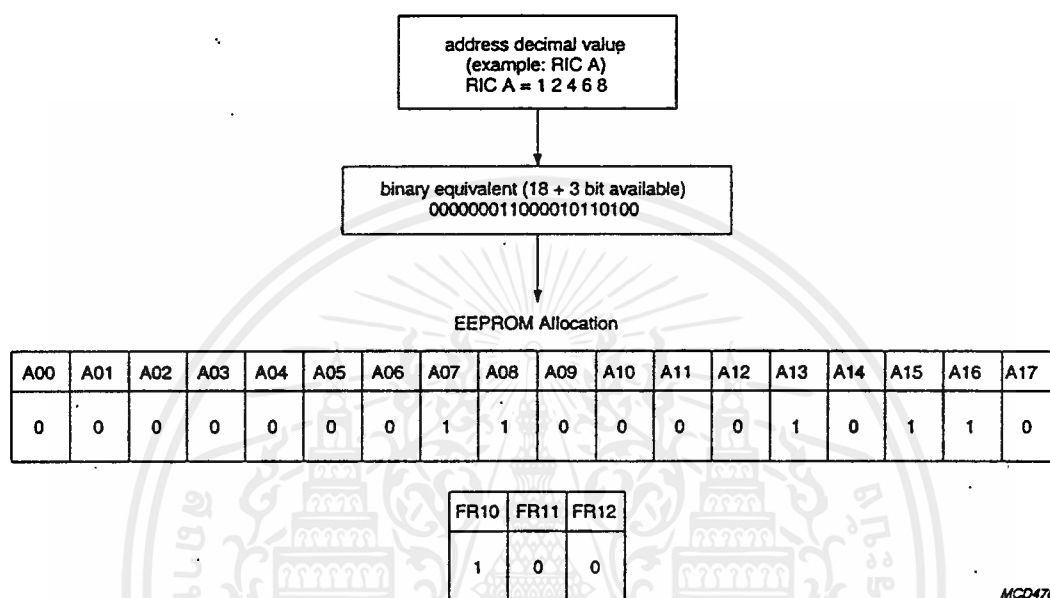 address decimal value
(example: RIC A)
RIC A = 1 2 4 6 8
binary equivalent (18 + 3 bit available)
000000011000010110100
EEPROM Allocation
A00 A01 A02 A03 A04 A05 A06 A07 A08 A09 A10 A11 A12 A13 A14 A15 A16 A17
0 0 0 0 0 0 0 1 1 0 0 0 0 1 0 1 1 0
FR10 FR11 FR12
1 0 0